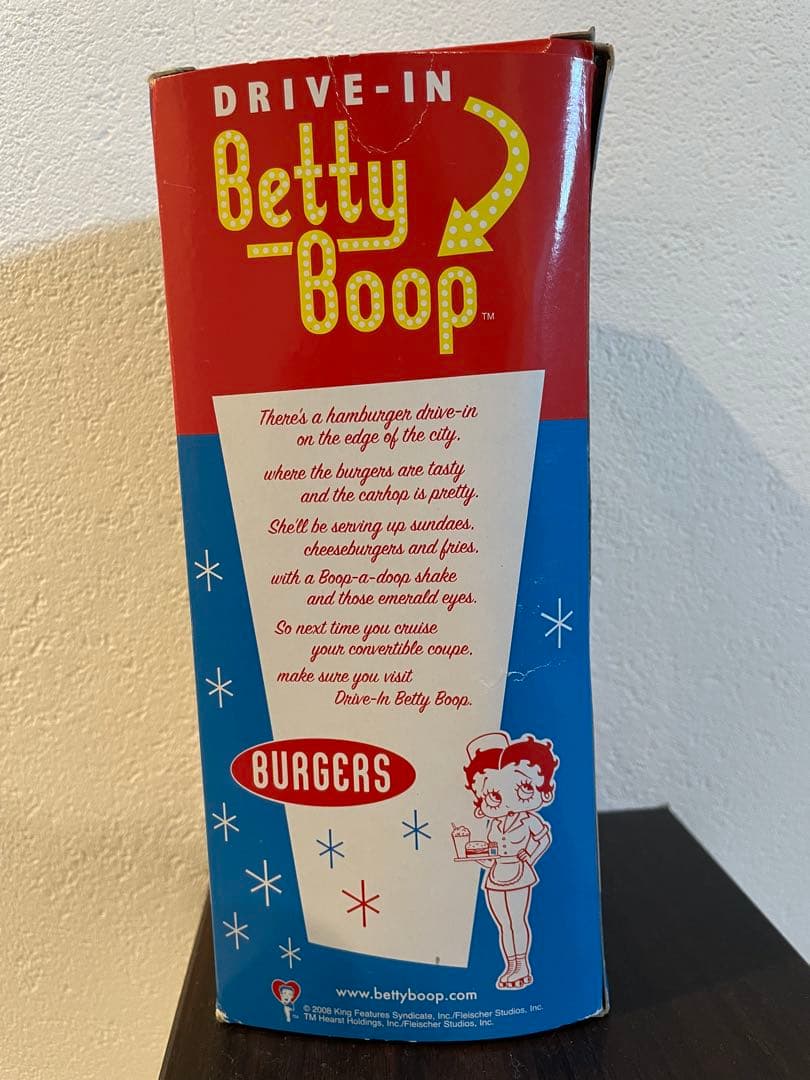 DRIVE-IN
Betty
Boop™
There's a hamburger drive-in
on the edge of the city,
where the burgers are tasty
and the carhop is pretty.
She'll be serving up sundaes,
cheeseburgers and fries,
with a Boop-a-doop shake
and those emerald eyes.
So next time you cruise
your convertible coupe,
make sure you visit
Drive-In Betty Boop.
BURGERS
www.bettyboop.com
© 2008 King Features Syndicate, Inc./Fleischer Studios, Inc.
TM Hearst Holdings, Inc./Fleischer Studios, Inc.